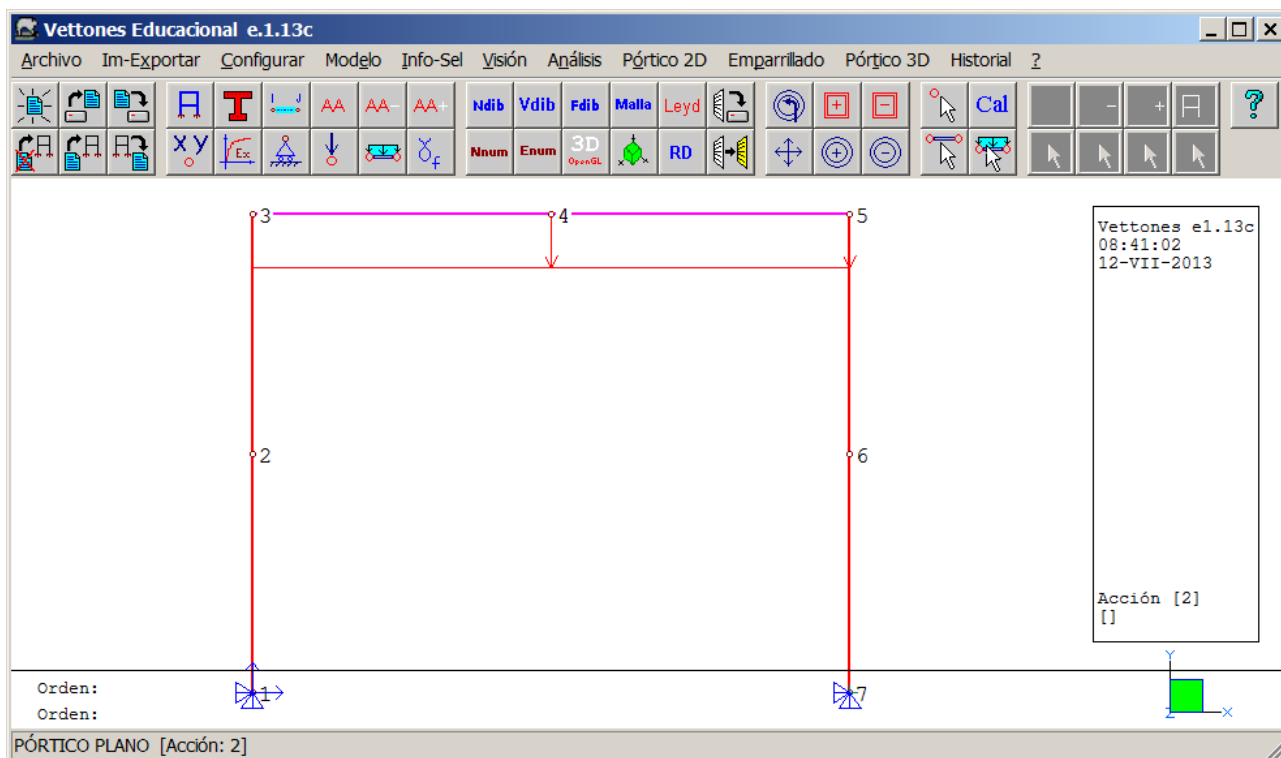 Vettones Educacional e.1.13c
Archivo Im-Exportar Configurar Modelo Info-Sel Visión Análisis Pórtico 2D Emparrillado Pórtico 3D Historial ?
AA AA- AA+ Ndib Vdib Fdib Malla Leyd + - Cal - + ?
X Y Ex f Nnum Enum 3D OpenGL RD + -
3 4 5
Vettones e1.13c
08:41:02
12-VII-2013
2 6
Acción [2]
[]
Y
Orden: 1 7
Orden: Z X
PÓRTICO PLANO [Acción: 2]